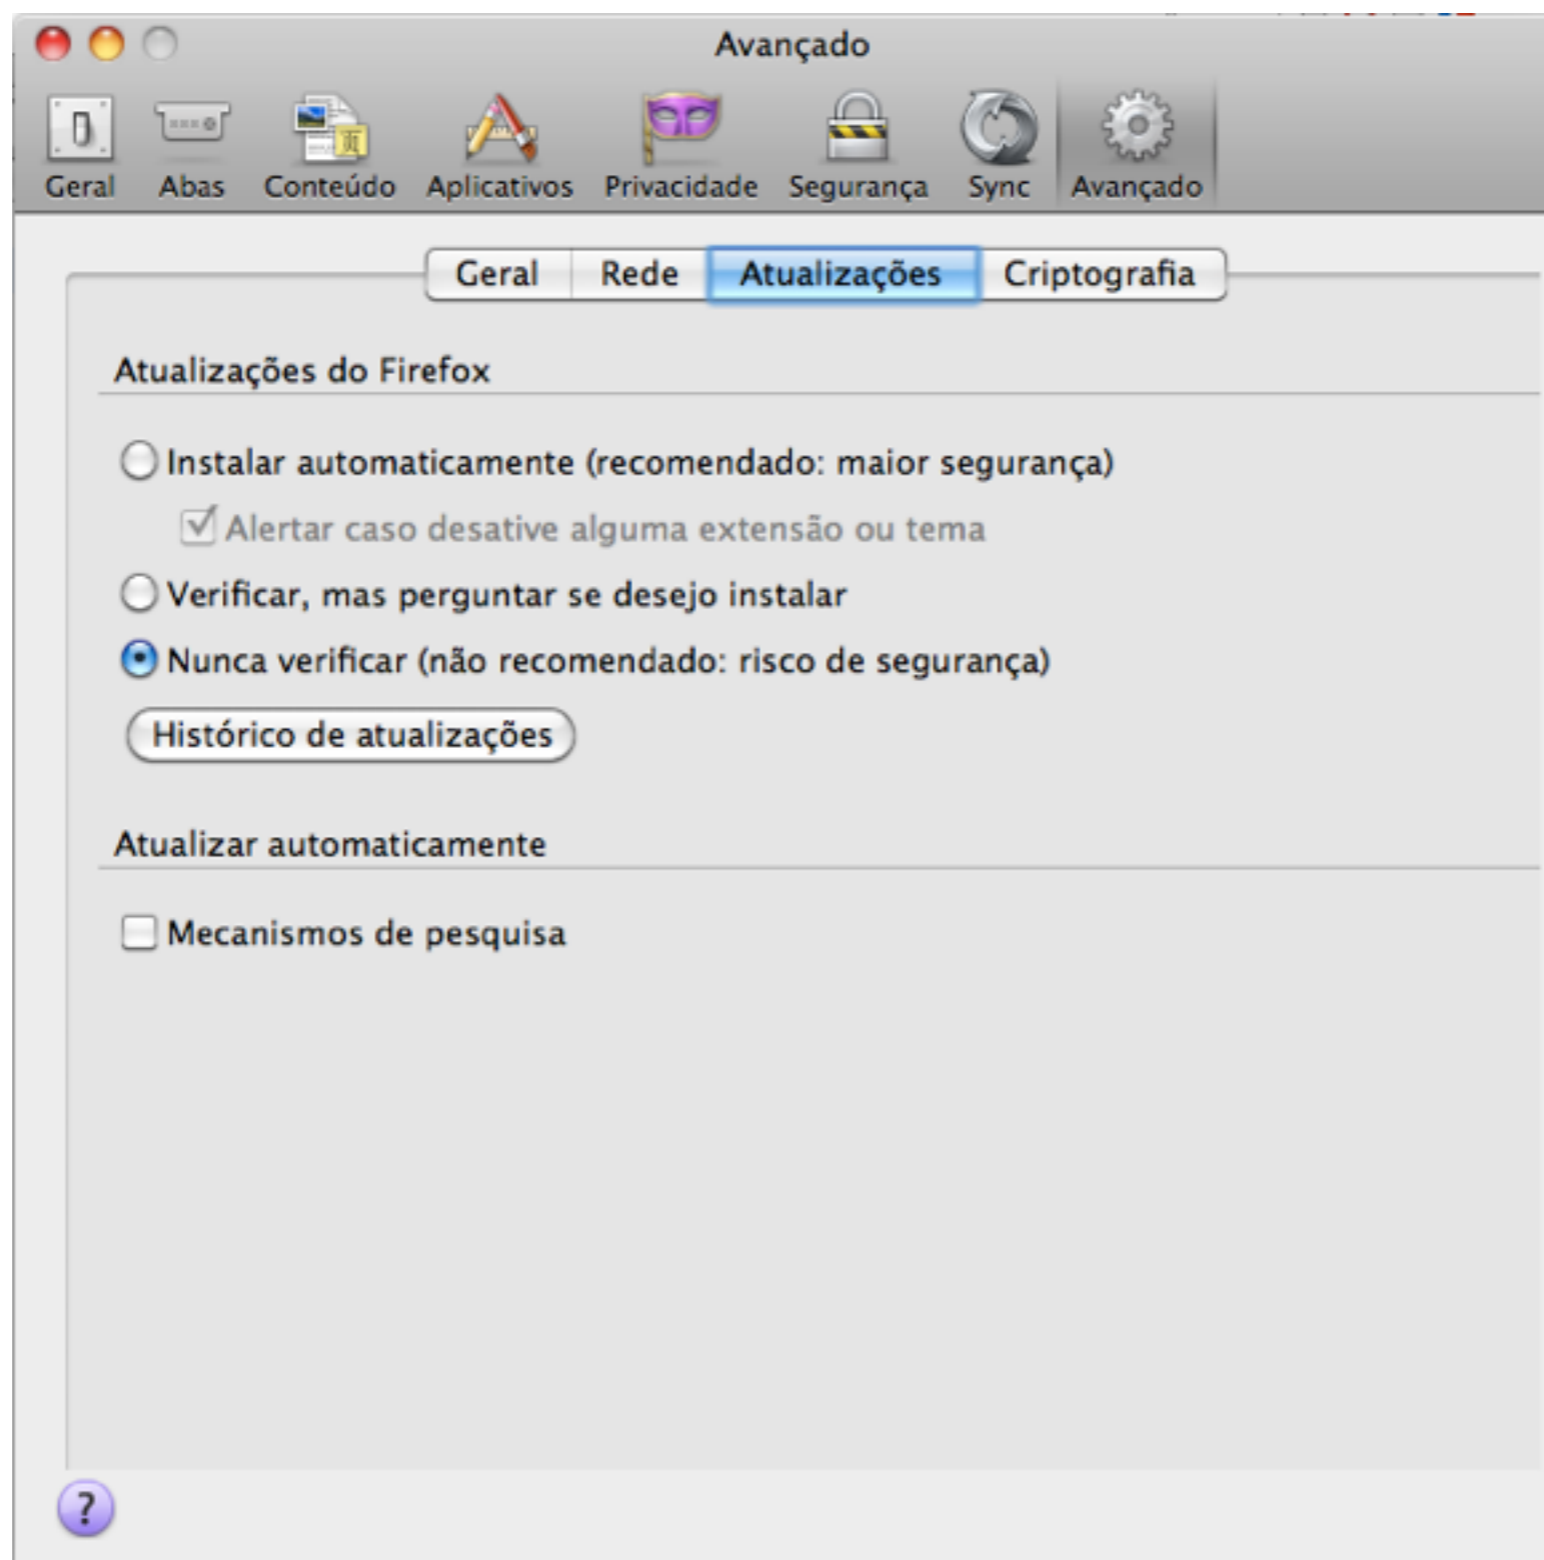 Avançado
Geral Abas Conteúdo Aplicativos Privacidade Segurança Sync Avançado
Geral Rede Atualizações Criptografia
Atualizações do Firefox
Instalar automaticamente (recomendado: maior segurança)
Alertar caso desative alguma extensão ou tema
Verificar, mas perguntar se desejo instalar
Nunca verificar (não recomendado: risco de segurança)
Histórico de atualizações
Atualizar automaticamente
Mecanismos de pesquisa
?